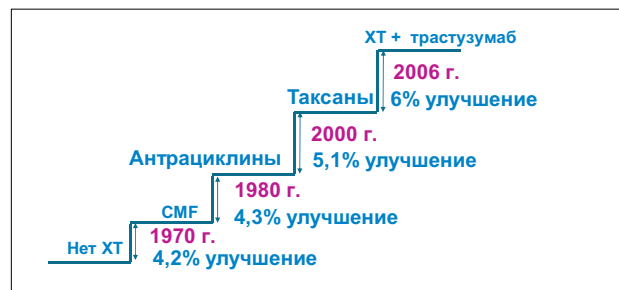 ХТ + трастузумаб
2006 г.
6% улучшение
Таксаны
2000 г.
5,1% улучшение
Антрациклины
1980 г.
4,3% улучшение
CMF
1970 г.
4,2% улучшение
Нет ХТ